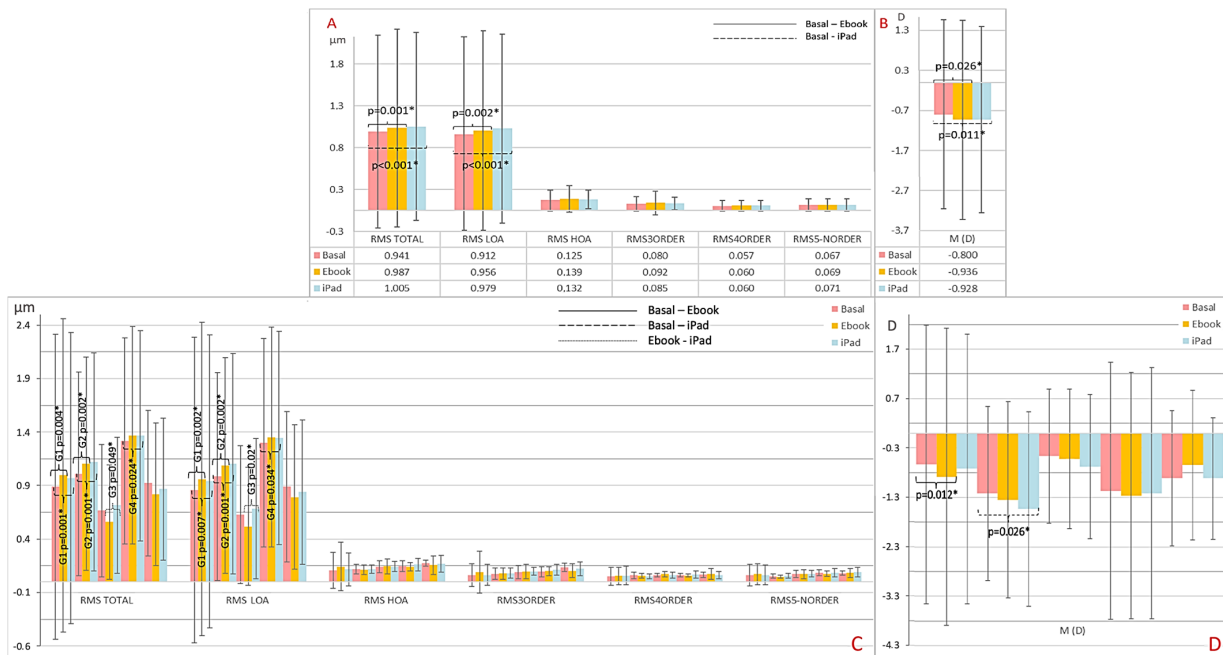 A
μm
Basal – Ebook
Basal - iPad
1.8
1.3
0.8
0.3
-0.3
p=0.001*
p<0.001*
p=0.002*
p<0.001*
RMS TOTAL RMS LOA RMS HOA RMS3ORDER RMS4ORDER RMS5-NORDER
Basal 0.941 0.912 0.125 0.080 0.057 0.067
Ebook 0.987 0.956 0.139 0.092 0.060 0.069
iPad 1.005 0.979 0.132 0.085 0.060 0.071
B
D
1.3
0.3
-0.7
-1.7
-2.7
-3.7
p=0.026*
p=0.011*
M (D)
Basal -0.800
Ebook -0.936
iPad -0.928
μm
Basal – Ebook
Basal – iPad
Ebook - iPad
Basal
Ebook
iPad
2.4
1.9
1.4
0.9
0.4
-0.1
-0.6
G1 p=0.004*
G1 p=0.001*
G2 p=0.002*
G2 p=0.001*
G3 p=0.049*
G4 p=0.024*
G1 p=0.002*
G1 p=0.007*
G2 p=0.002*
G2 p=0.001*
G3 p=0.02*
G4 p=0.034*
RMS TOTAL RMS LOA RMS HOA RMS3ORDER RMS4ORDER RMS5-NORDER
C
D
Basal
Ebook
iPad
1.7
0.7
-0.3
-1.3
-2.3
-3.3
-4.3
p=0.012*
p=0.026*
M (D)
D